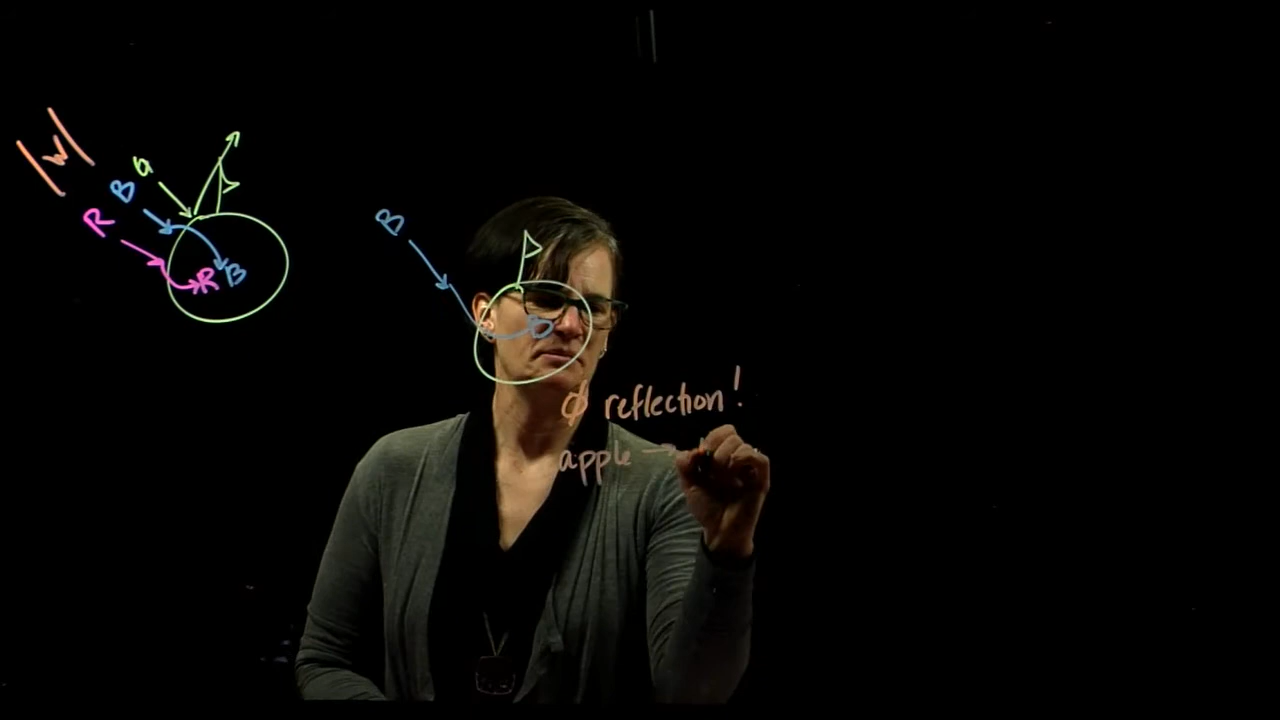 |W|
G
B
R
R B
B
B
∅ reflection!
apple →